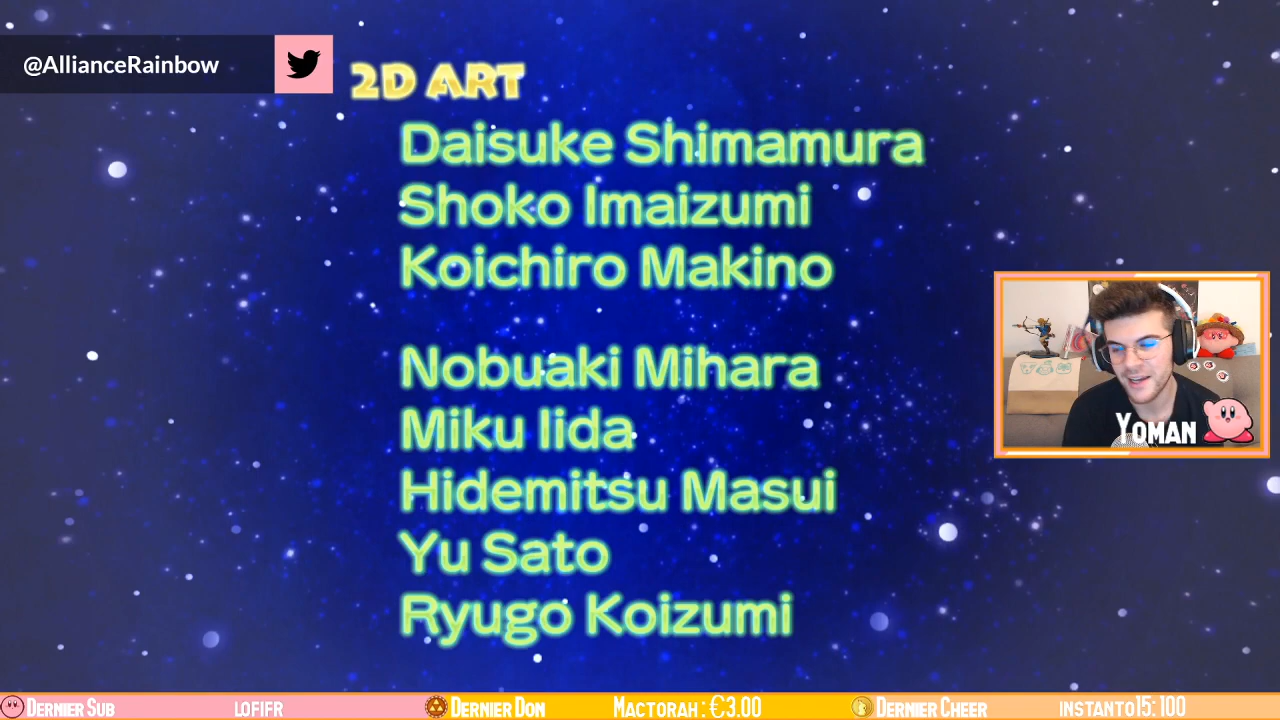 @AllianceRainbow
2D ART
Daisuke Shimamura
Shoko Imaizumi
Koichiro Makino
Nobuaki Mihara
Miku Iida
Hidemitsu Masui
Yu Sato
Ryugo Koizumi
YOMAN
DERNIER SUB LOFIFR DERNIER DON MACTORAH: €3.00 DERNIER CHEER INSTANTO15: 100